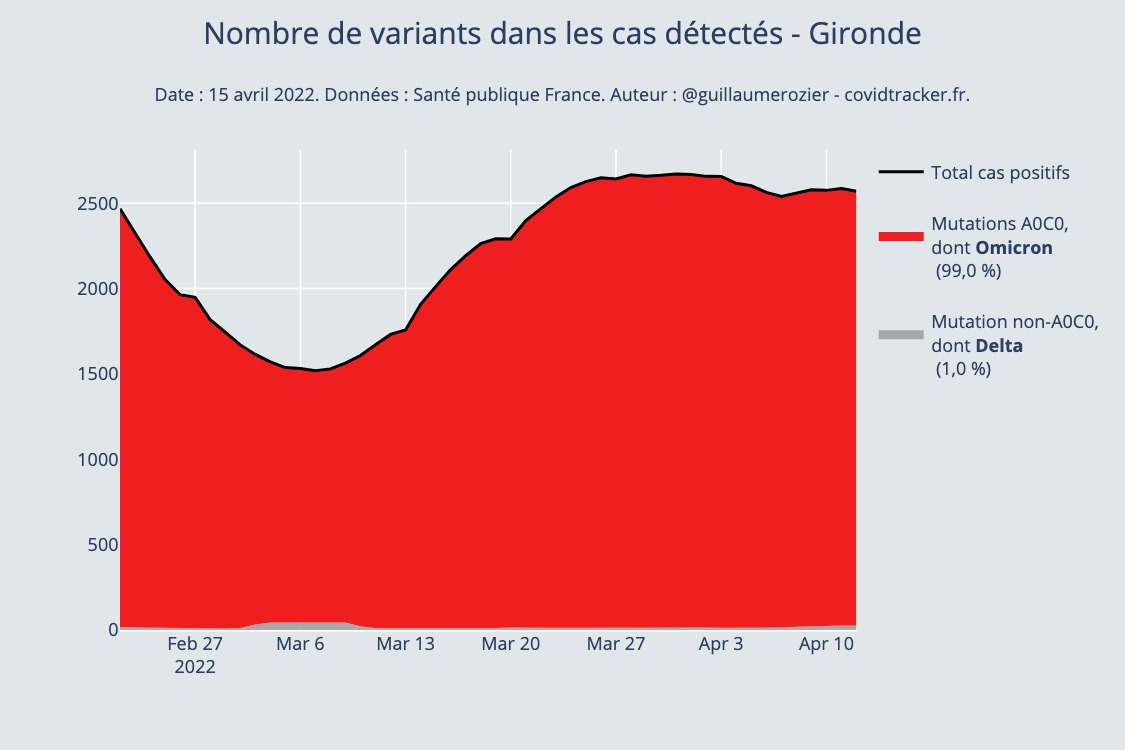 Nombre de variants dans les cas détectés - Gironde
Date : 15 avril 2022. Données : Santé publique France. Auteur : @guillaumerozier - covidtracker.fr.
Total cas positifs
Mutations A0C0,
dont Omicron
(99,0 %)
Mutation non-A0C0,
dont Delta
(1,0 %)
2500
2000
1500
1000
500
0
Feb 27 Mar 6 Mar 13 Mar 20 Mar 27 Apr 3 Apr 10
2022